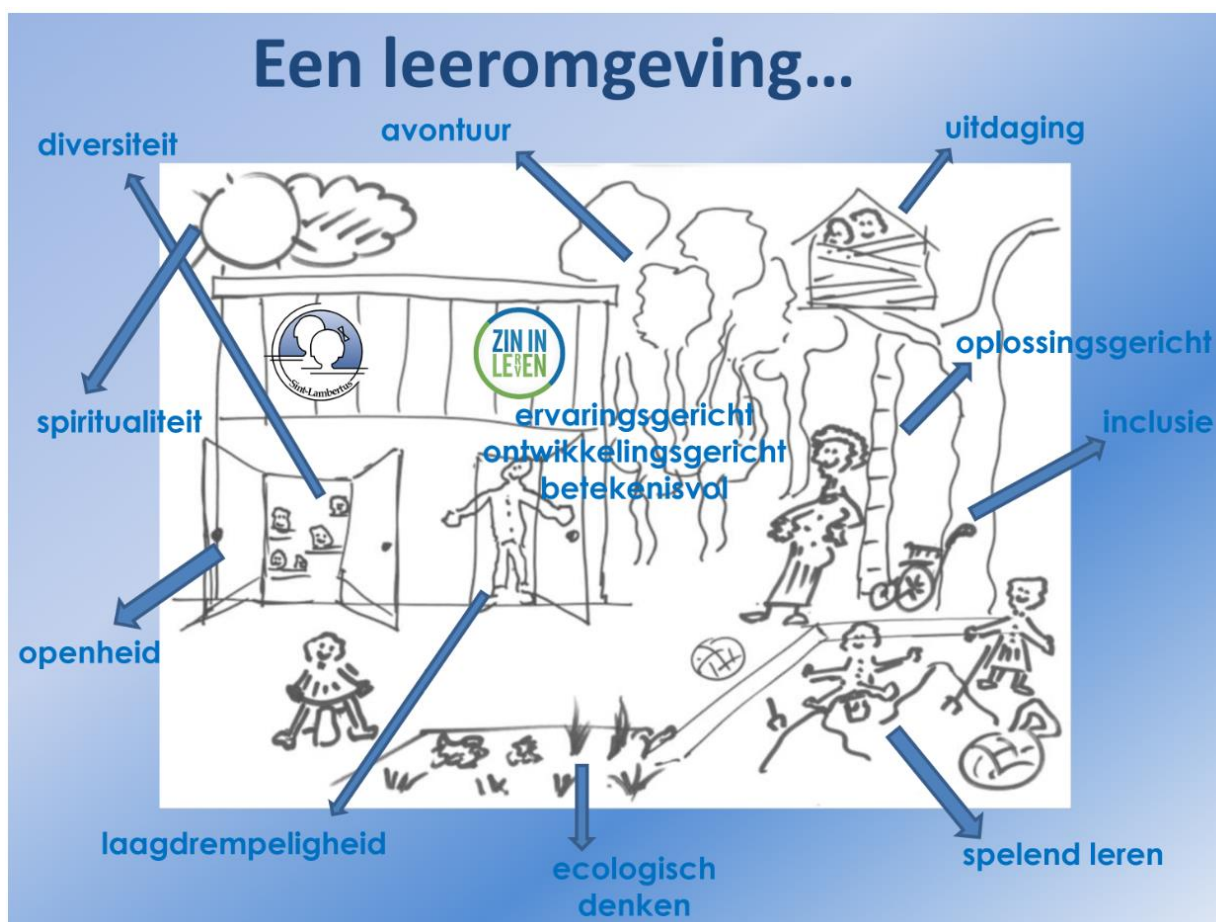 Een leeromgeving...
diversiteit
avontuur
uitdaging
Sint-Lambertus
ZIN IN
LEREN
LEVEN
oplossingsgericht
spiritualiteit
ervaringsgericht
inclusie
ontwikkelingsgericht
betekenisvol
openheid
laagdrempeligheid
ecologisch
denken
spelend leren